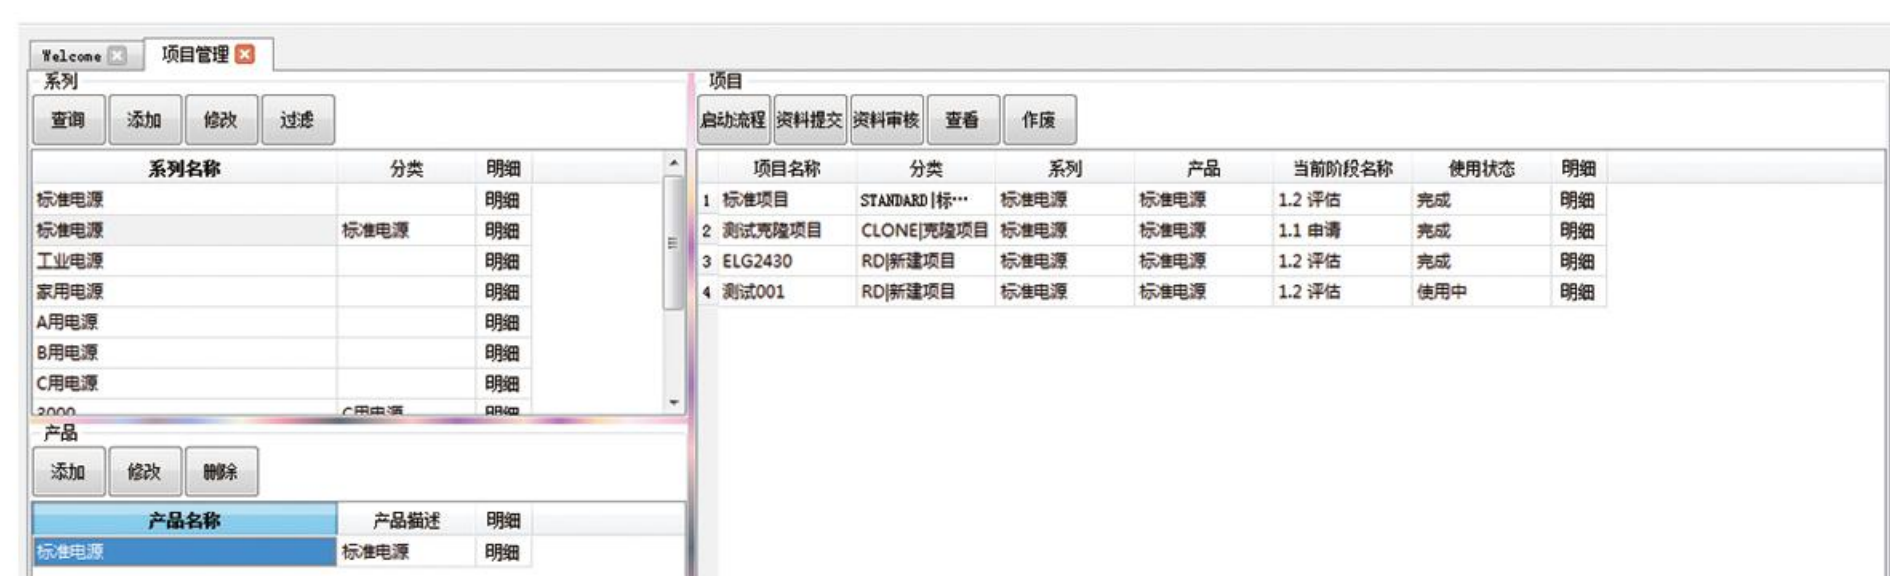 Welcome 项目管理
系列
查询 添加 修改 过滤
系列名称 分类 明细
标准电源 明细
标准电源 标准电源 明细
工业电源 明细
家用电源 明细
A用电源 明细
B用电源 明细
C用电源 明细
3000 C用电源 明细
产品
添加 修改 删除
产品名称 产品描述 明细
标准电源 标准电源 明细
项目
启动流程 资料提交 资料审核 查看 作废
项目名称 分类 系列 产品 当前阶段名称 使用状态 明细
1 标准项目 STANDARD|标… 标准电源 标准电源 1.2 评估 完成 明细
2 测试克隆项目 CLONE|克隆项目 标准电源 标准电源 1.1 申请 完成 明细
3 ELG2430 RD|新建项目 标准电源 标准电源 1.2 评估 完成 明细
4 测试001 RD|新建项目 标准电源 标准电源 1.2 评估 使用中 明细